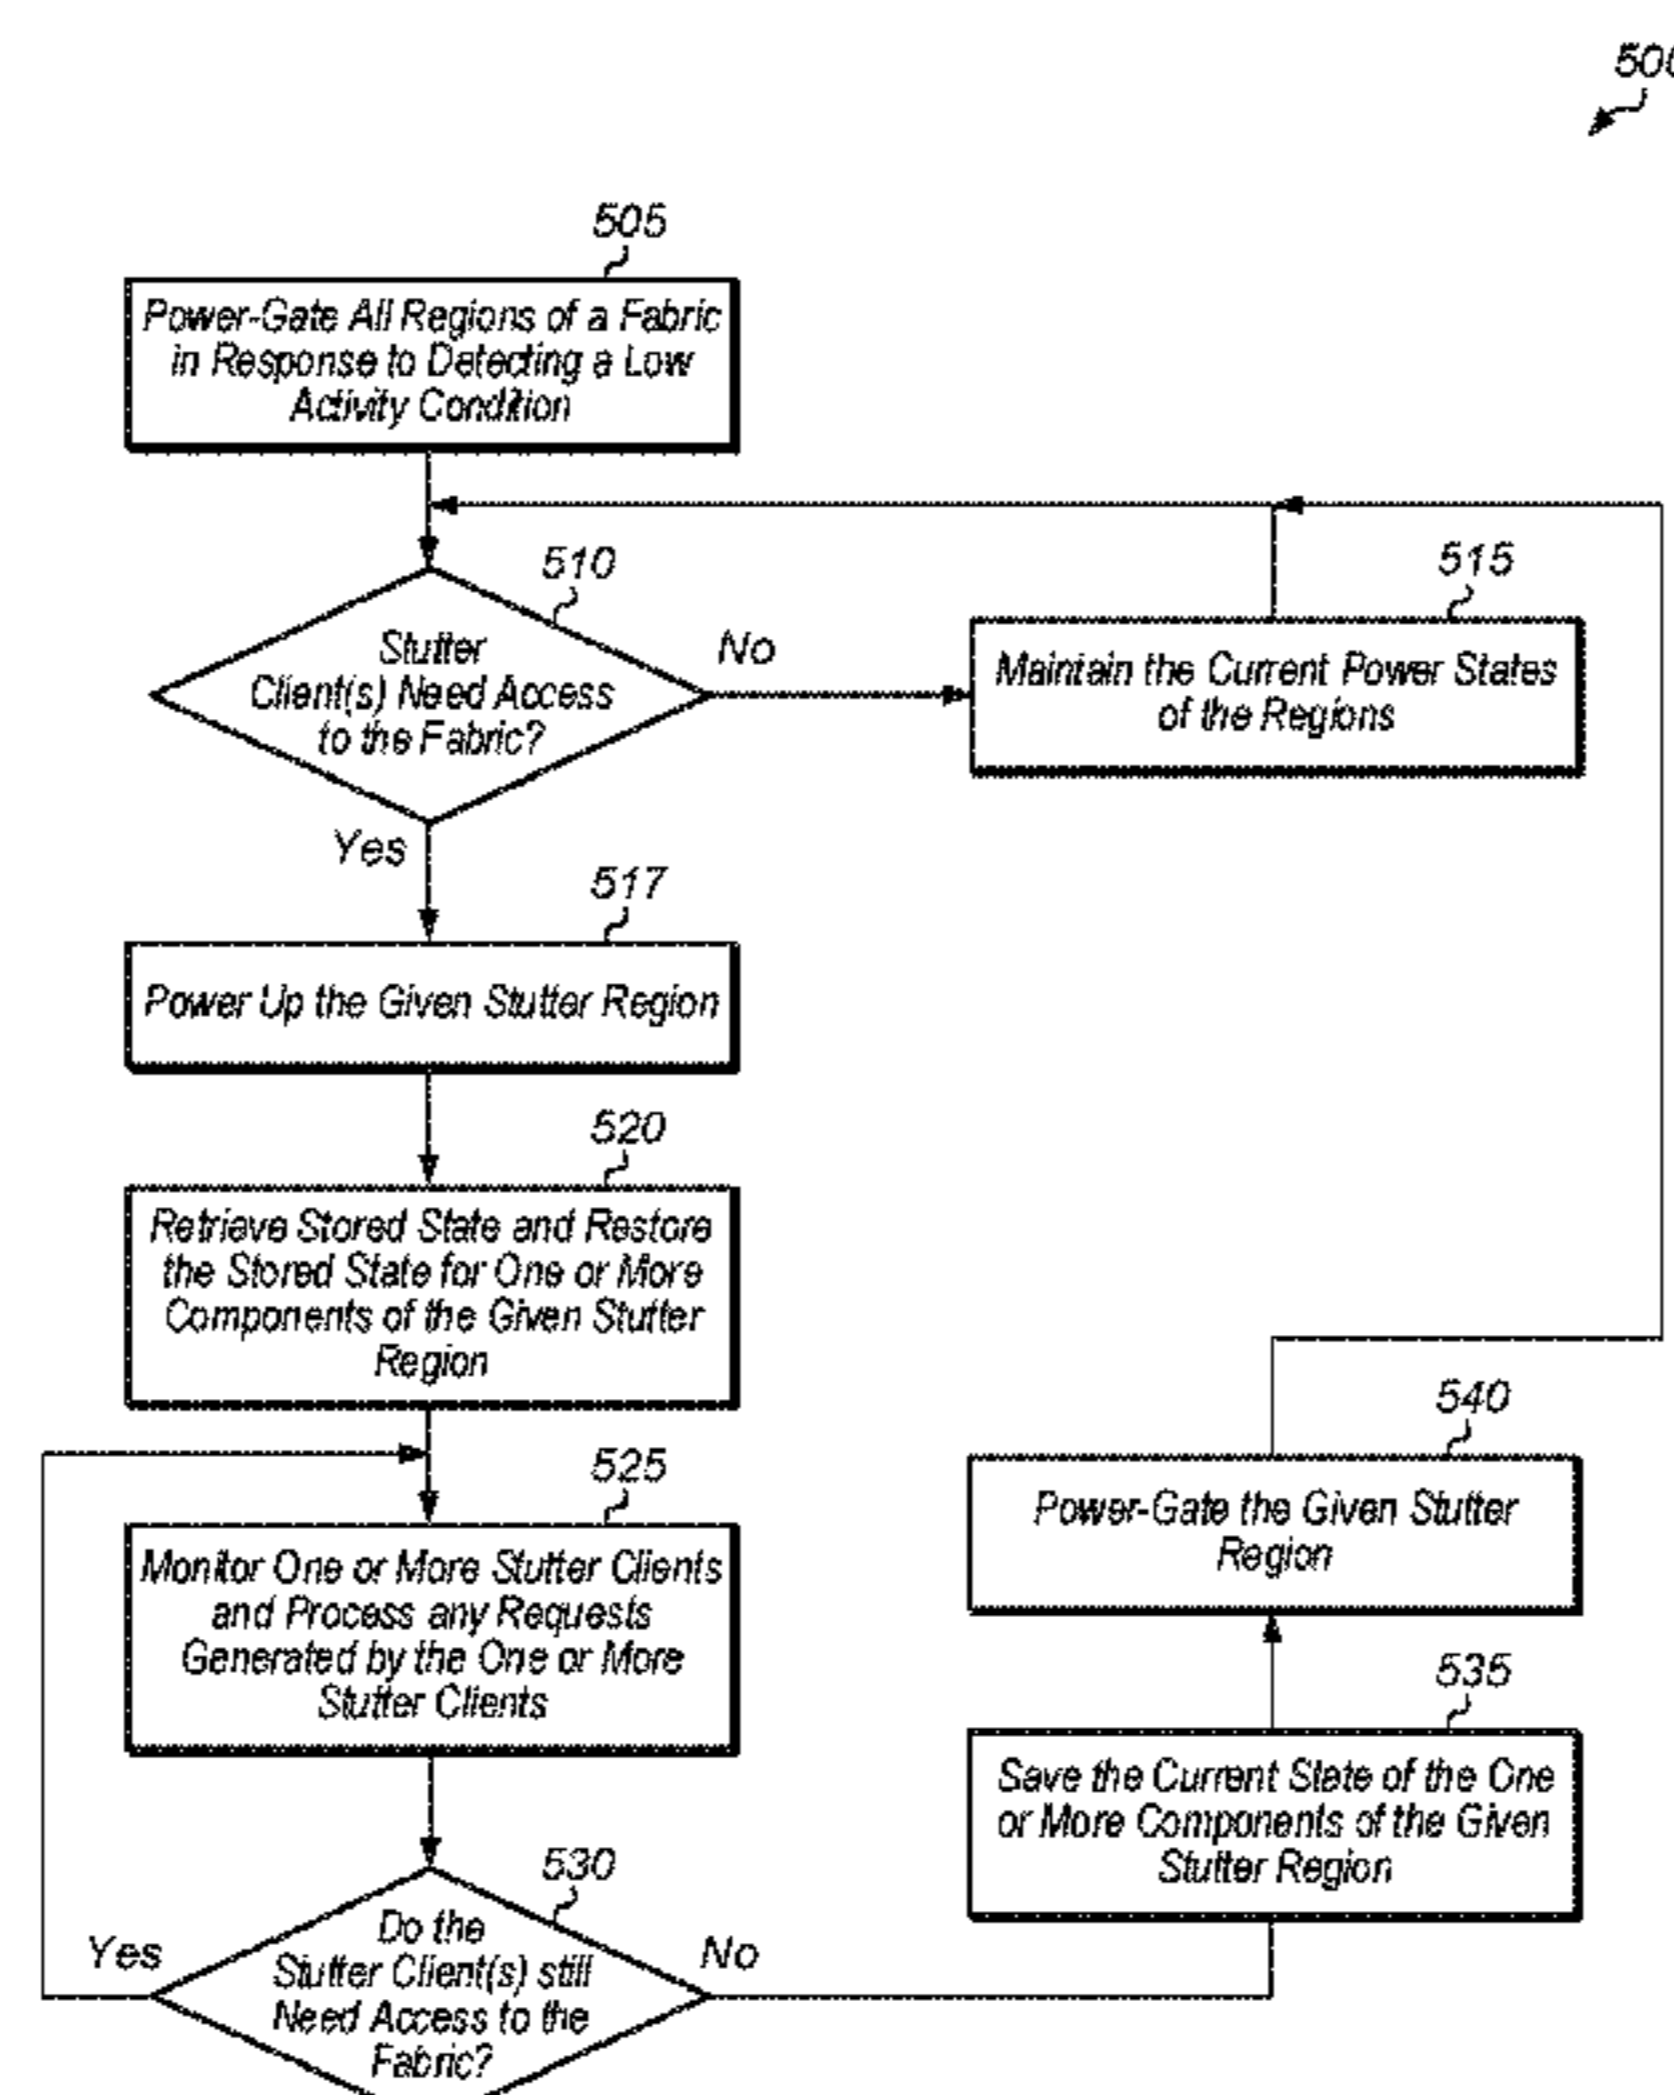 500
505
Power-Gate All Regions of a Fabric
in Response to Detecting a Low
Activity Condition
510
Stutter
Client(s) Need Access
to the Fabric?
No
515
Maintain the Current Power States
of the Regions
Yes
517
Power Up the Given Stutter Region
520
Retrieve Stored State and Restore
the Stored State for One or More
Components of the Given Stutter
Region
525
Monitor One or More Stutter Clients
and Process any Requests
Generated by the One or More
Stutter Clients
540
Power-Gate the Given Stutter
Region
535
Save the Current State of the One
or More Components of the Given
Stutter Region
530
Do the
Stutter Client(s) still
Need Access to the
Fabric?
Yes
No